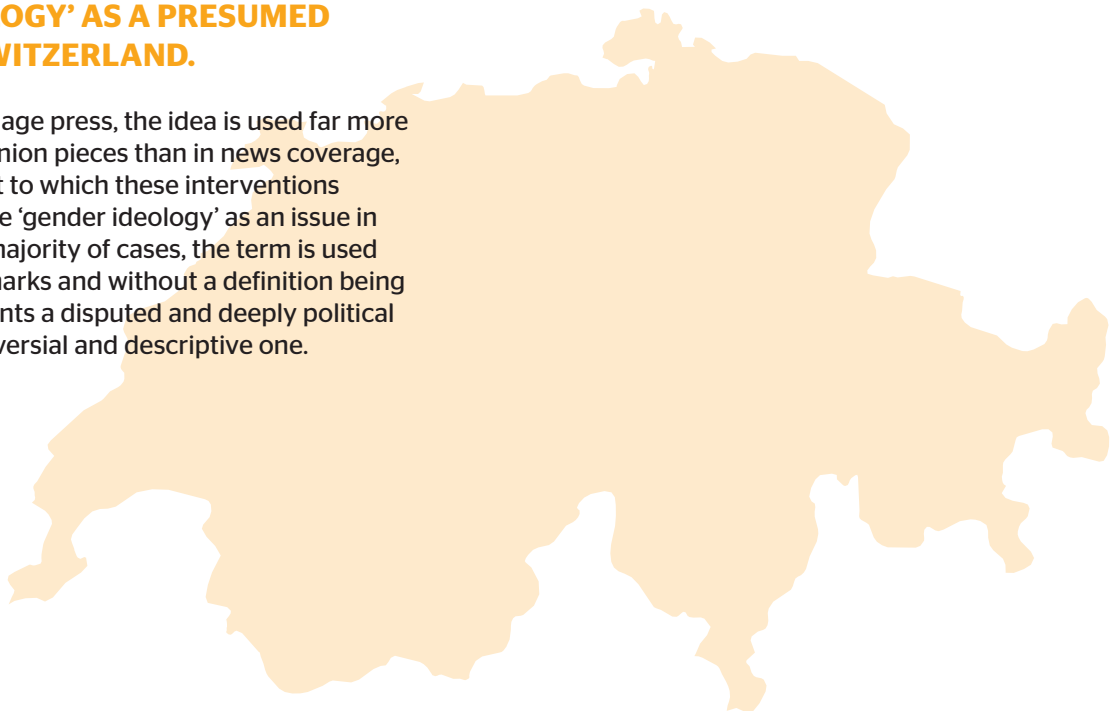 OGY’ AS A PRESUMED
WITZERLAND.
age press, the idea is used far more
nion pieces than in news coverage,
t to which these interventions
e ‘gender ideology’ as an issue in
majority of cases, the term is used
marks and without a definition being
nts a disputed and deeply political
versial and descriptive one.